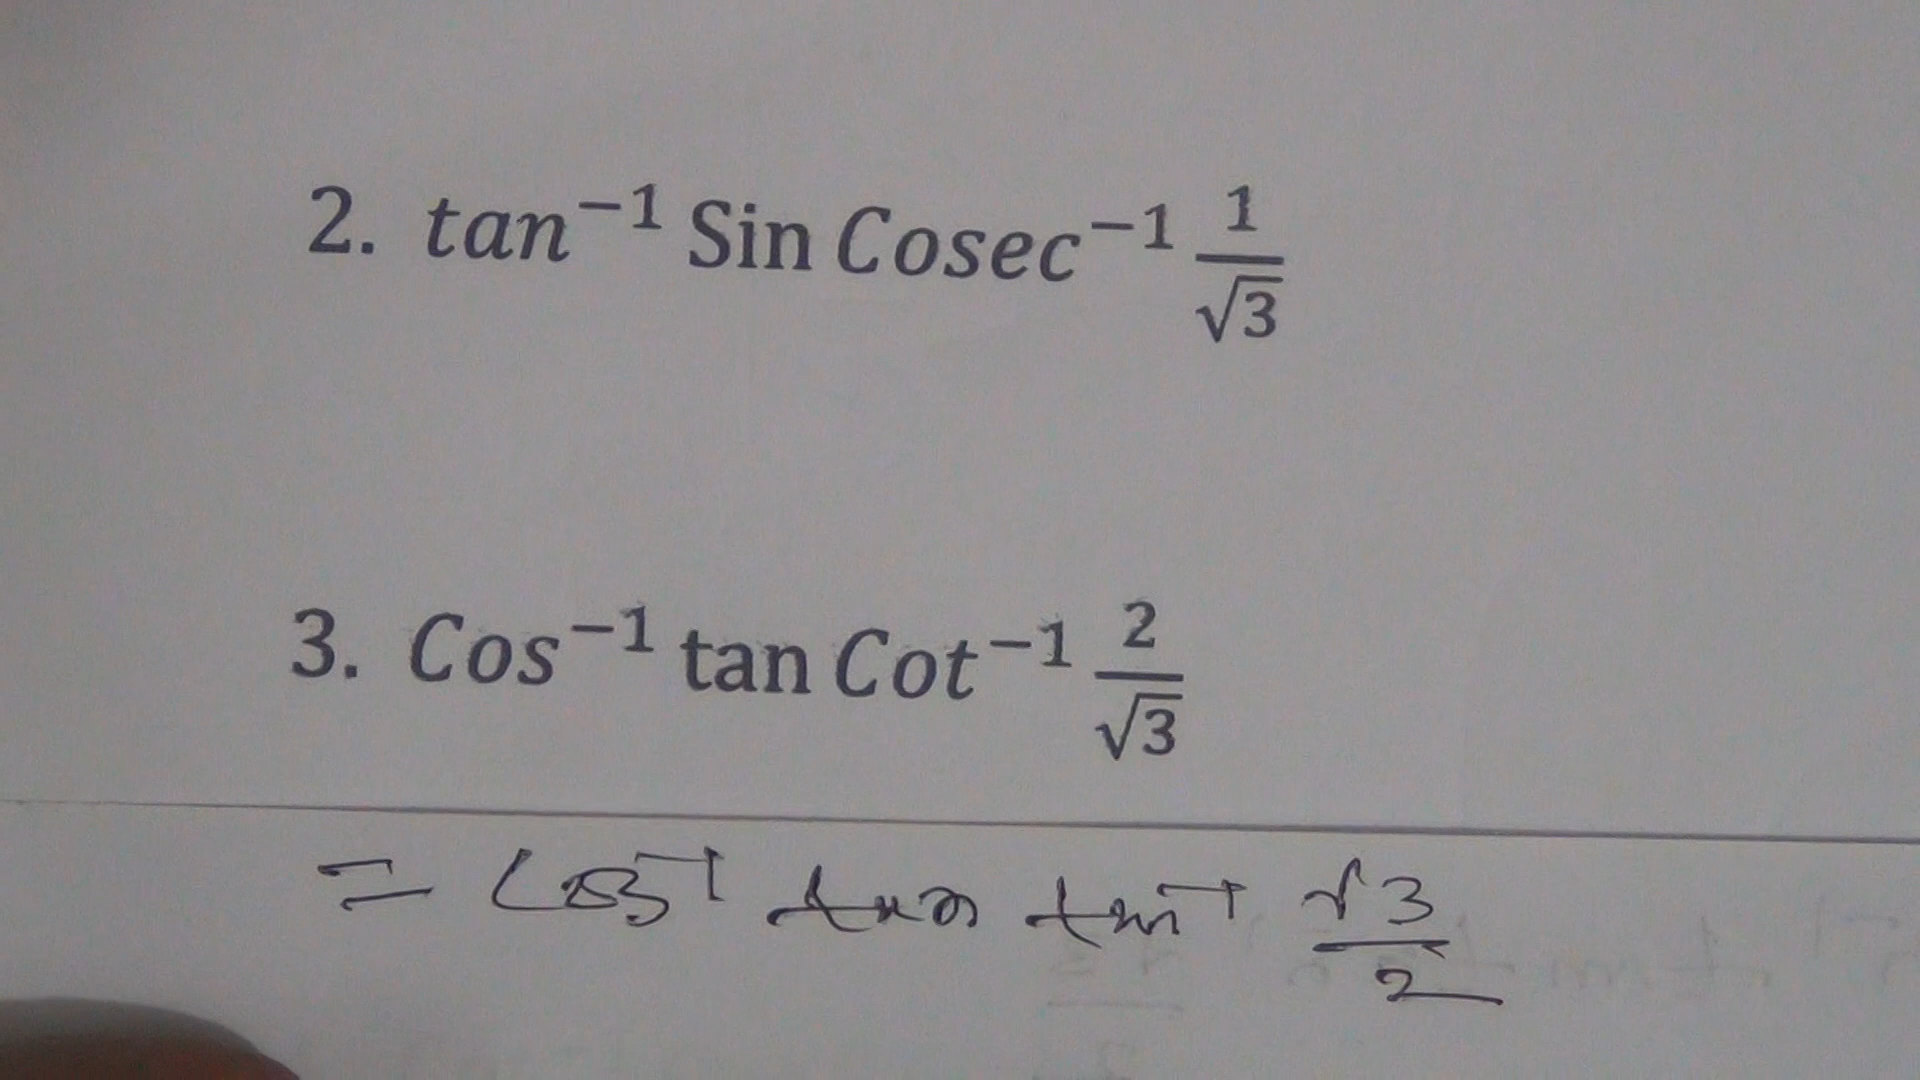 2. tan⁻¹ Sin Cosec⁻¹ 1/√3
3. Cos⁻¹ tan Cot⁻¹ 2/√3
= Cos⁻¹ tan tan⁻¹ √3/2